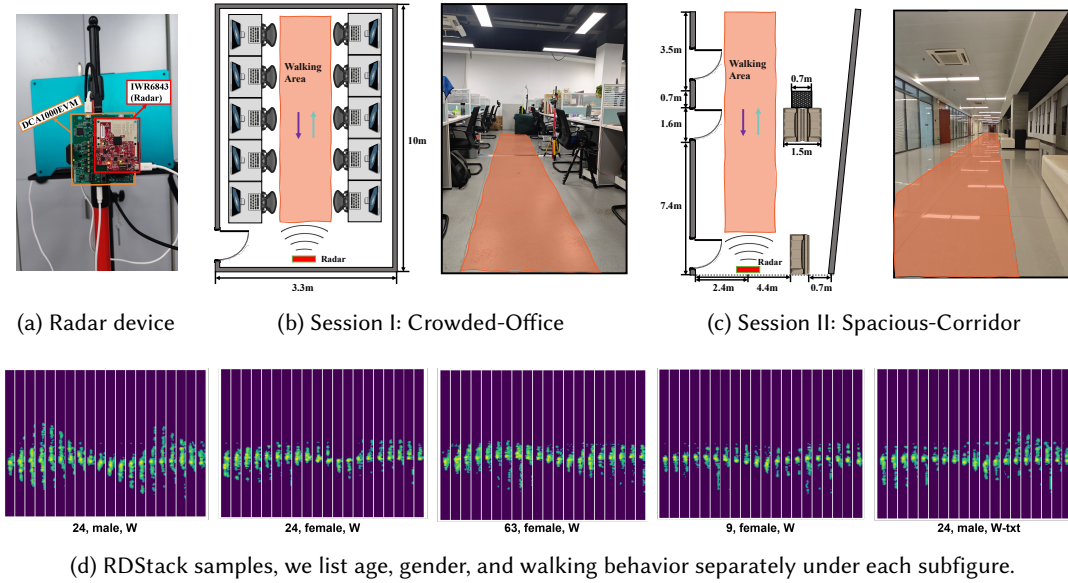 DCA1000EVM
IWR6843
(Radar)
Walking
Area
10m
Radar
3.3m
3.5m
0.7m
1.6m
7.4m
Walking
Area
0.7m
1.5m
Radar
2.4m
4.4m
0.7m
(a) Radar device
(b) Session I: Crowded-Office
(c) Session II: Spacious-Corridor
24, male, W
24, female, W
63, female, W
9, female, W
24, male, W-txt
(d) RDStack samples, we list age, gender, and walking behavior separately under each subfigure.